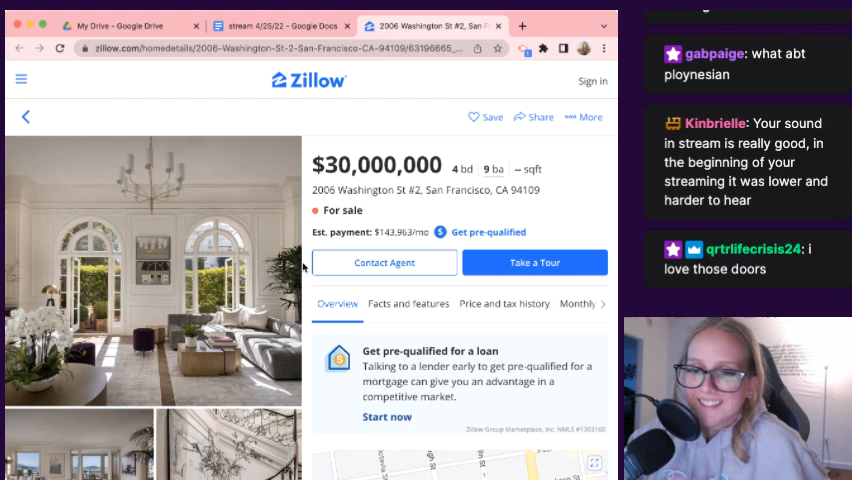 My Drive - Google Drive
stream 4/25/22 - Google Docs
2006 Washington St #2, San Fr
zillow.com/homedetails/2006-Washington-St-2-San-Francisco-CA-94109/63196665_...
Zillow
Sign in
Save
Share
More
$30,000,000 4 bd 9 ba -- sqft
2006 Washington St #2, San Francisco, CA 94109
For sale
Est. payment: $143,963/mo $ Get pre-qualified
Contact Agent
Take a Tour
Overview
Facts and features
Price and tax history
Monthly
Get pre-qualified for a loan
Talking to a lender early to get pre-qualified for a
mortgage can give you an advantage in a
competitive market.
Start now
Zillow Group Marketplace, Inc. NMLS #1303160
gabpaige: what abt
ploynesian
Kinbrielle: Your sound
in stream is really good, in
the beginning of your
streaming it was lower and
harder to hear
qrtrlifecrisis24: i
love those doors